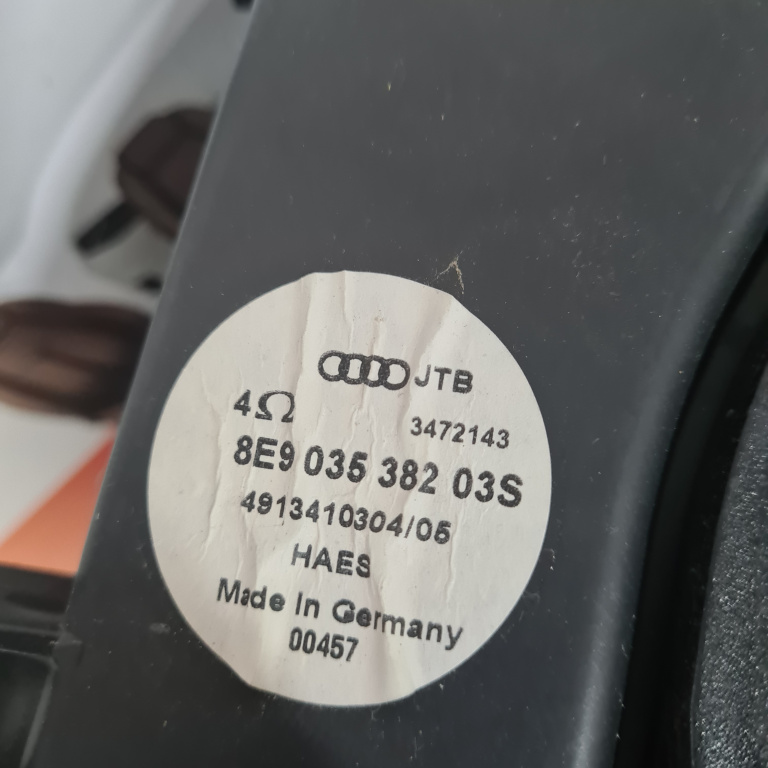 JTB
4Ω
3472143
8E9 035 382 03S
4913410304/05
HAES
Made In Germany
00457